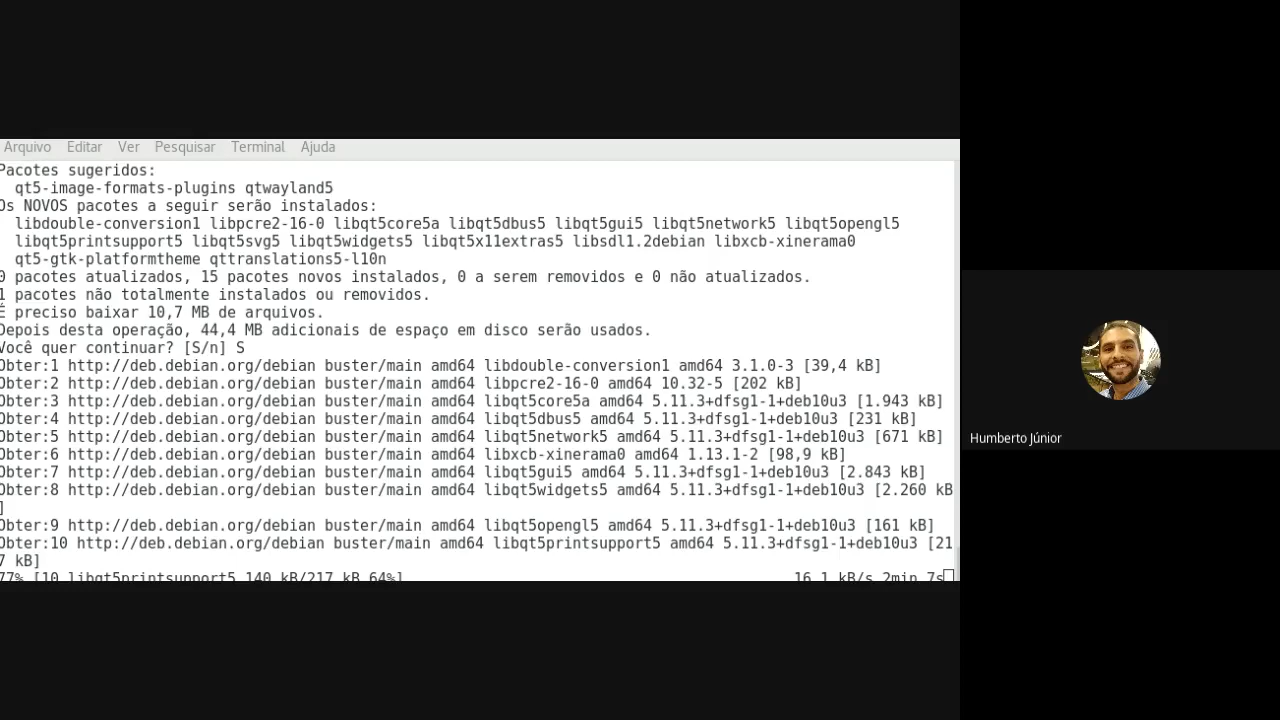 Arquivo Editar Ver Pesquisar Terminal Ajuda
Pacotes sugeridos:
qt5-image-formats-plugins qtwayland5
Os NOVOS pacotes a seguir serão instalados:
libdouble-conversion1 libpcre2-16-0 libqt5core5a libqt5dbus5 libqt5gui5 libqt5network5 libqt5opengl5
libqt5printsupport5 libqt5svg5 libqt5widgets5 libqt5x11extras5 libsdl1.2debian libxcb-xinerama0
qt5-gtk-platformtheme qttranslations5-l10n
0 pacotes atualizados, 15 pacotes novos instalados, 0 a serem removidos e 0 não atualizados.
1 pacotes não totalmente instalados ou removidos.
É preciso baixar 10,7 MB de arquivos.
Depois desta operação, 44,4 MB adicionais de espaço em disco serão usados.
Você quer continuar? [S/n] S
Obter:1 http://deb.debian.org/debian buster/main amd64 libdouble-conversion1 amd64 3.1.0-3 [39,4 kB]
Obter:2 http://deb.debian.org/debian buster/main amd64 libpcre2-16-0 amd64 10.32-5 [202 kB]
Obter:3 http://deb.debian.org/debian buster/main amd64 libqt5core5a amd64 5.11.3+dfsg1-1+deb10u3 [1.943 kB]
Obter:4 http://deb.debian.org/debian buster/main amd64 libqt5dbus5 amd64 5.11.3+dfsg1-1+deb10u3 [231 kB]
Obter:5 http://deb.debian.org/debian buster/main amd64 libqt5network5 amd64 5.11.3+dfsg1-1+deb10u3 [671 kB]
Obter:6 http://deb.debian.org/debian buster/main amd64 libxcb-xinerama0 amd64 1.13.1-2 [98,9 kB]
Obter:7 http://deb.debian.org/debian buster/main amd64 libqt5gui5 amd64 5.11.3+dfsg1-1+deb10u3 [2.843 kB]
Obter:8 http://deb.debian.org/debian buster/main amd64 libqt5widgets5 amd64 5.11.3+dfsg1-1+deb10u3 [2.260 kB
]
Obter:9 http://deb.debian.org/debian buster/main amd64 libqt5opengl5 amd64 5.11.3+dfsg1-1+deb10u3 [161 kB]
Obter:10 http://deb.debian.org/debian buster/main amd64 libqt5printsupport5 amd64 5.11.3+dfsg1-1+deb10u3 [21
7 kB]
77% [10 libqt5printsupport5 140 kB/217 kB 64%] 16,1 kB/s 2min 7s
Humberto Júnior